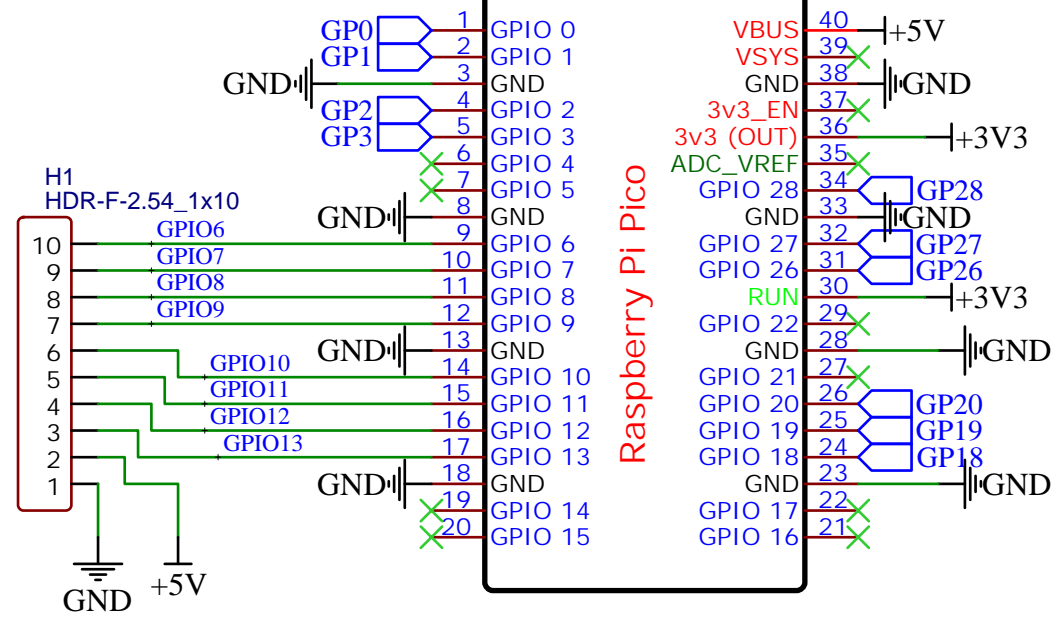 GP0 1 GPIO 0 VBUS 40 +5V
GP1 2 GPIO 1 VSYS 39
GND 3 GND GND 38 GND
GP2 4 GPIO 2 3v3_EN 37
GP3 5 GPIO 3 3v3 (OUT) 36 +3V3
6 GPIO 4 ADC_VREF 35
H1
7 GPIO 5 GPIO 28 34 GP28
HDR-F-2.54_1x10
GND 8 GND GND 33 GND
10 GPIO6 9 GPIO 6 GPIO 27 32 GP27
9 GPIO7 10 GPIO 7 GPIO 26 31 GP26
8 GPIO8 11 GPIO 8 RUN 30 +3V3
7 GPIO9 12 GPIO 9 GPIO 22 29
6 GND 13 GND GND 28 GND
5 GPIO10 14 GPIO 10 GPIO 21 27
4 GPIO11 15 GPIO 11 GPIO 20 26 GP20
3 GPIO12 16 GPIO 12 GPIO 19 25 GP19
2 GPIO13 17 GPIO 13 GPIO 18 24 GP18
1 GND 18 GND GND 23 GND
19 GPIO 14 GPIO 17 22
20 GPIO 15 GPIO 16 21
Raspberry Pi Pico
GND +5V